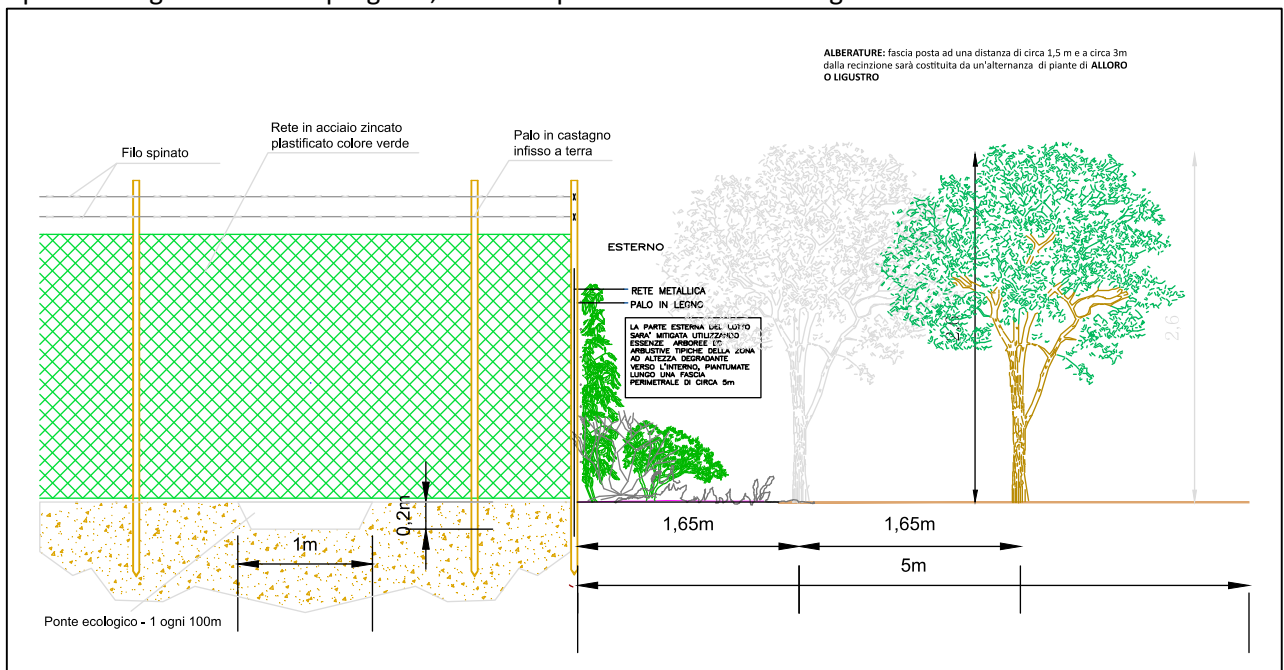 ALBERATURE: fascia posta ad una distanza di circa 1,5 m e a circa 3m
dalla recinzione sarà costituita da un'alternanza di piante di ALLORO
O LIGUSTRO
Rete in acciaio zincato
plastificato colore verde
Palo in castagno
infisso a terra
Filo spinato
ESTERNO
RETE METALLICA
PALO IN LEGNO
LA PARTE ESTERNA DEL LOTTO
SARA' MITIGATA UTILIZZANDO
ESSENZE ARBOREE ED
ARBUSTIVE TIPICHE DELLA ZONA
AD ALTEZZA DEGRADANTE
VERSO L'INTERNO, PIANTUMATE
LUNGO UNA FASCIA
PERIMETRALE DI CIRCA 5m
2.6
0,2m
1m
1,65m
1,65m
5m
Ponte ecologico - 1 ogni 100m